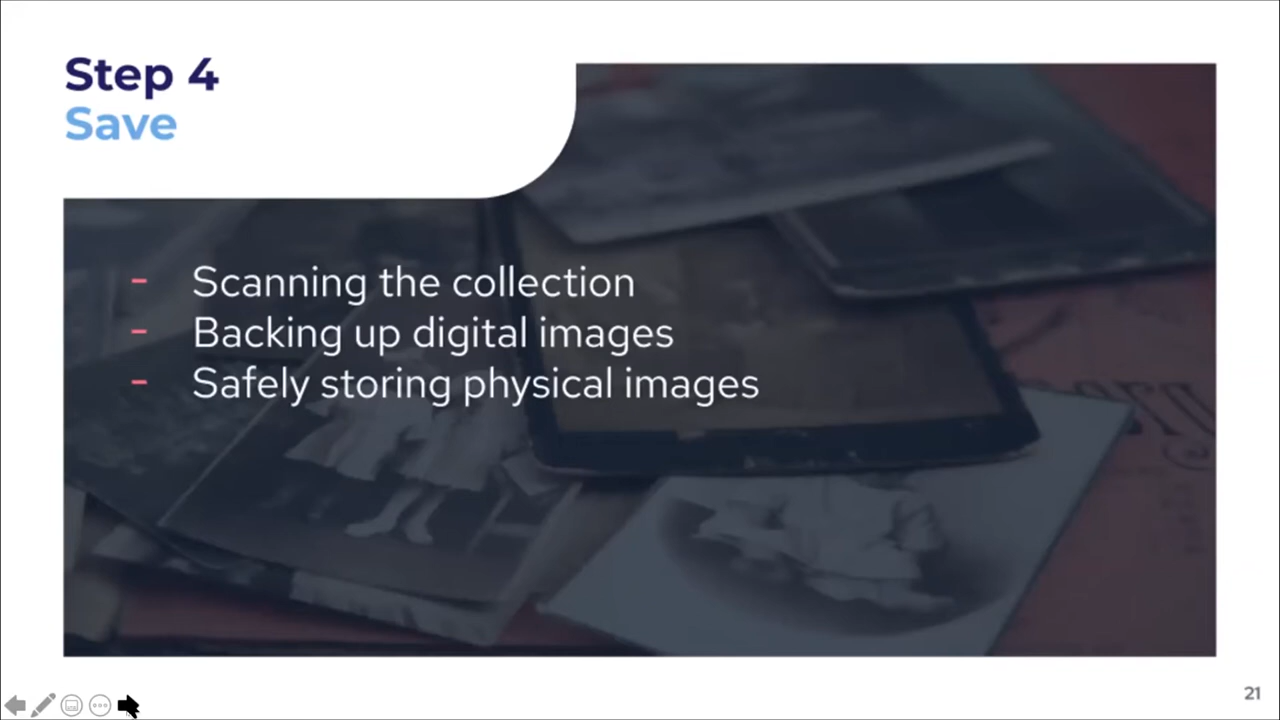 Step 4
Save
- Scanning the collection
- Backing up digital images
- Safely storing physical images
21